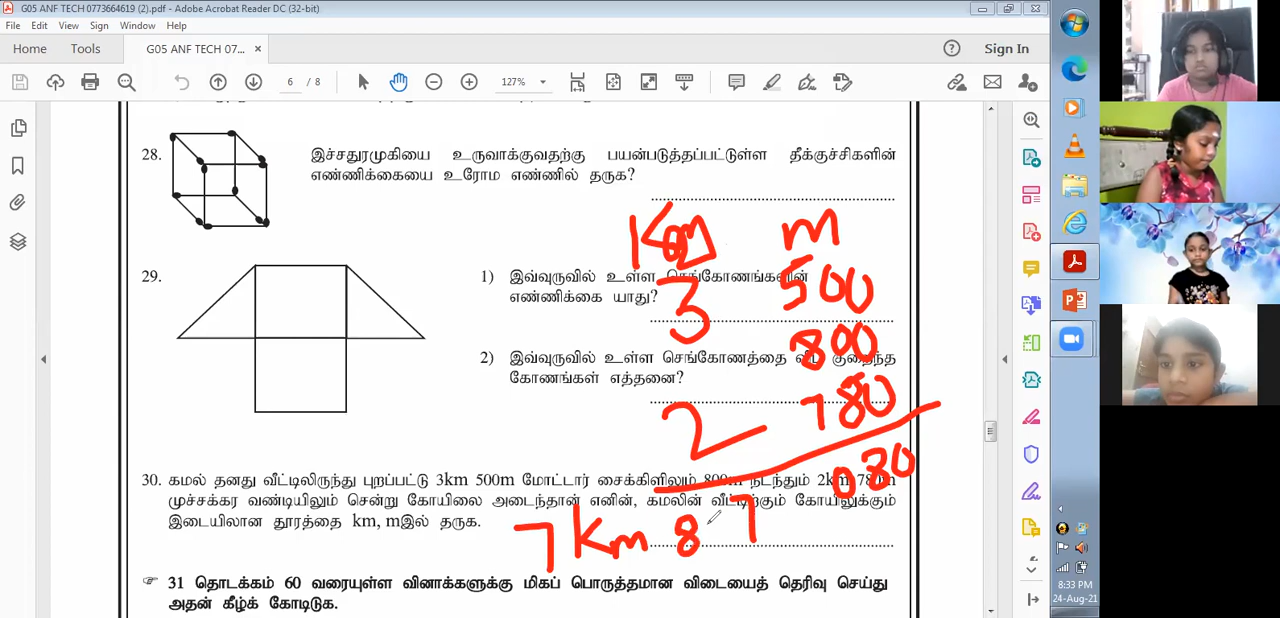 G05 ANF TECH 0773664619 (2).pdf - Adobe Acrobat Reader DC (32-bit)
File Edit View Sign Window Help
Home Tools G05 ANF TECH 07... × Sign In
6 / 8 127%
28. இச்சதுரமுகியை உருவாக்குவதற்கு பயன்படுத்தப்பட்டுள்ள தீக்குச்சிகளின்
எண்ணிக்கையை உரோம எண்ணில் தருக?
Km m
29. 1) இவ்வுருவில் உள்ள செங்கோணங்களின்
எண்ணிக்கை யாது?
3 500
800
2) இவ்வுருவில் உள்ள செங்கோணத்தை விட குறைந்த
கோணங்கள் எத்தனை?
2 780
080
30. கமல் தனது வீட்டிலிருந்து புறப்பட்டு 3km 500m மோட்டார் சைக்கிளிலும் 800m நடந்தும் 2km 780m
முச்சக்கர வண்டியிலும் சென்று கோயிலை அடைந்தான் எனின், கமலின் வீட்டிற்கும் கோயிலுக்கும்
இடையிலான தூரத்தை km, mஇல் தருக.
7 Km 8 7
31 தொடக்கம் 60 வரையுள்ள வினாக்களுக்கு மிகப் பொருத்தமான விடையைத் தெரிவு செய்து
அதன் கீழ்க் கோடிடுக.
8:33 PM
24-Aug-21